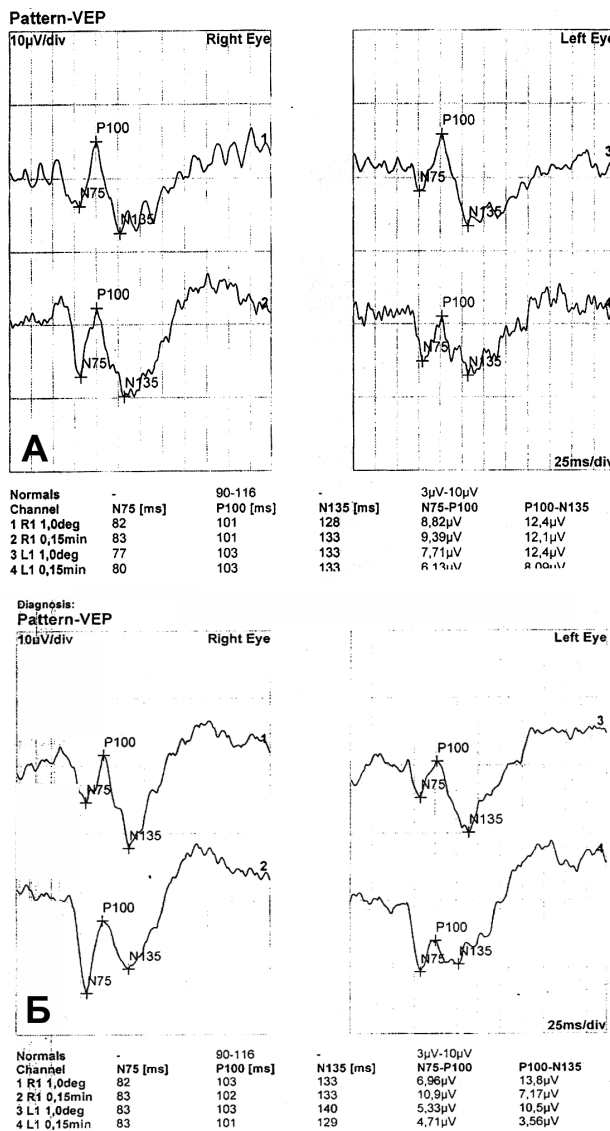 Pattern-VEP
10µV/div Right Eye Left Eye
P100 1 N75 N135
P100 3 N75 N135
2 P100 N75 N135
P100 4 N75 N135
А 25ms/div
Normals - 90-116 - 3µV-10µV
Channel N75 [ms] P100 [ms] N135 [ms] N75-P100 P100-N135
1 R1 1,0deg 82 101 128 8,82µV 12,4µV
2 R1 0,15min 83 101 133 9,39µV 12,1µV
3 L1 1,0deg 77 103 133 7,71µV 12,4µV
4 L1 0,15min 80 103 133 6,13µV 8,09µV
Diagnosis:
Pattern-VEP
10µV/div Right Eye Left Eye
P100 1 N75 N135
P100 3 N75 N135
2 P100 N75 N135
4 P100 N75 N135
Б 25ms/div
Normals - 90-116 - 3µV-10µV
Channel N75 [ms] P100 [ms] N135 [ms] N75-P100 P100-N135
1 R1 1,0deg 82 103 133 6,96µV 13,8µV
2 R1 0,15min 83 102 133 10,9µV 7,17µV
3 L1 1,0deg 83 103 140 5,33µV 10,5µV
4 L1 0,15min 83 101 129 4,71µV 3,56µV